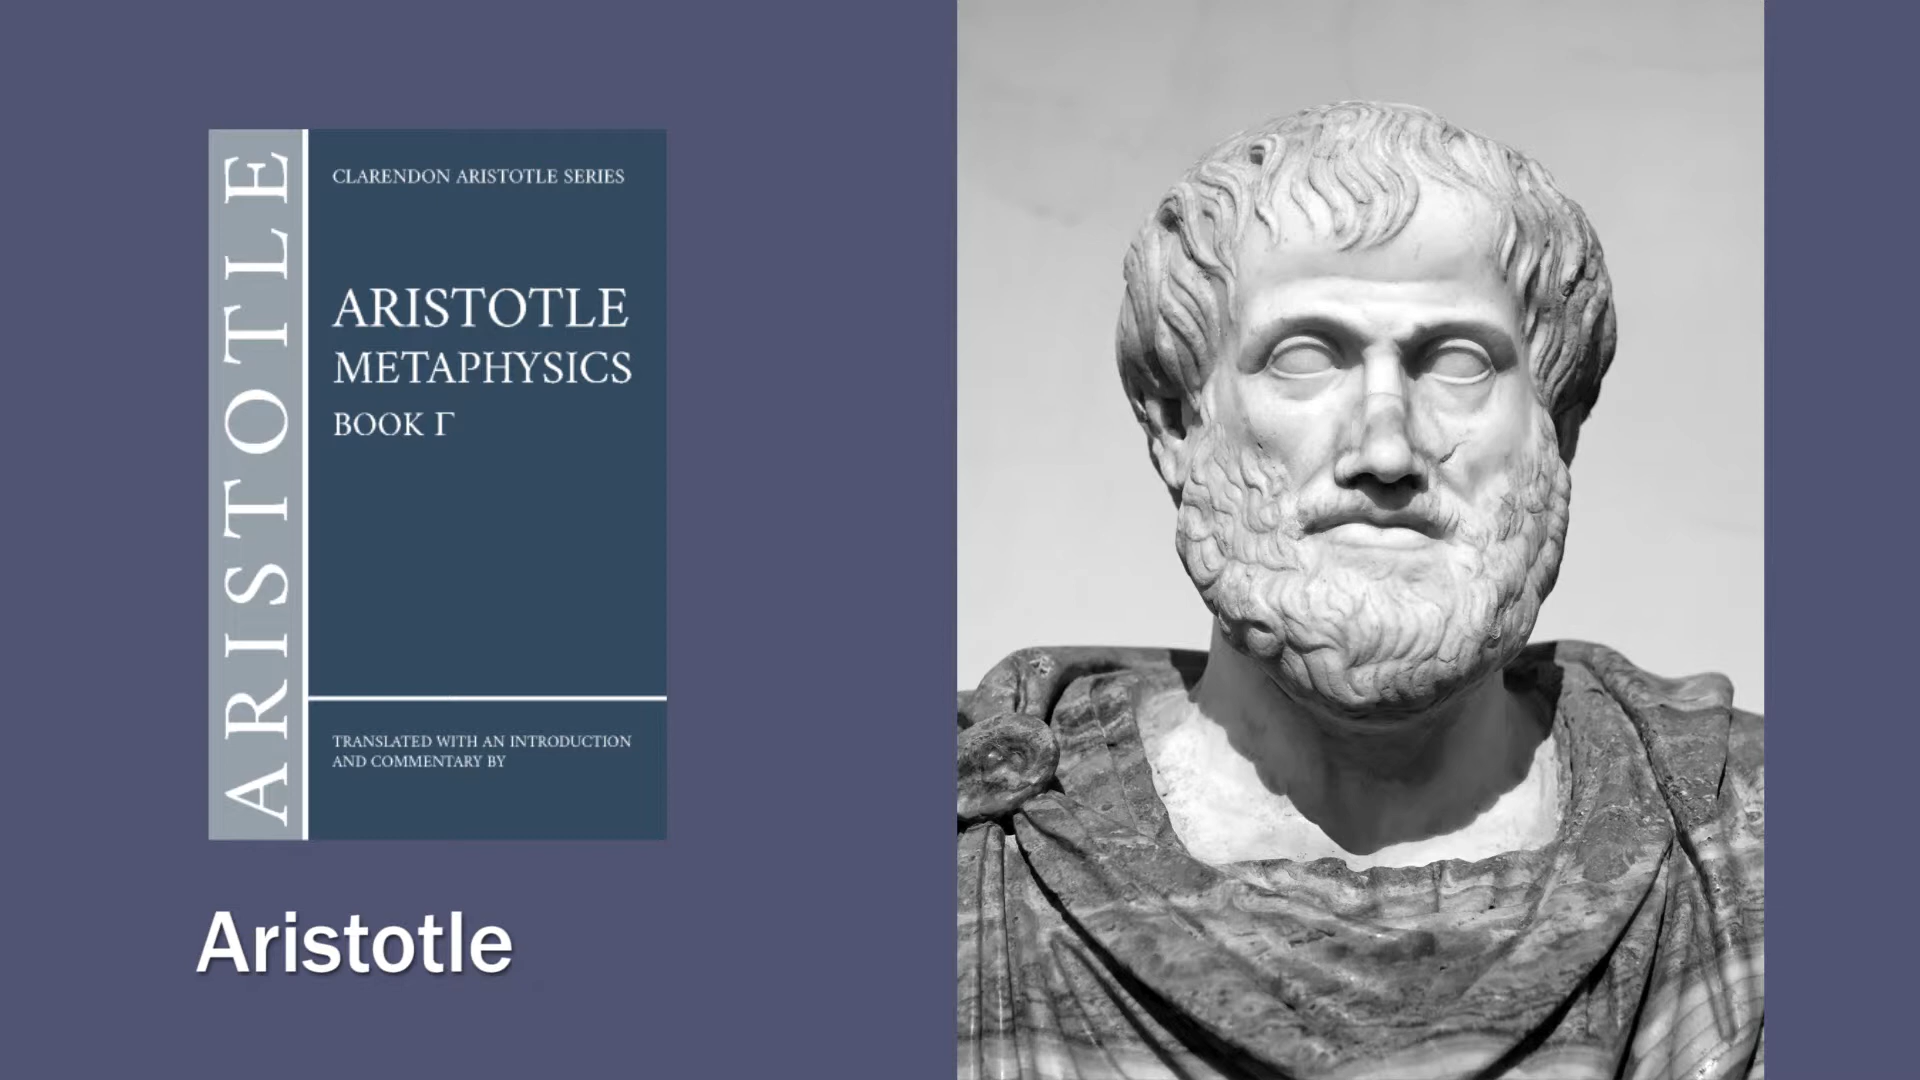 ARISTOTLE
CLARENDON ARISTOTLE SERIES
ARISTOTLE
METAPHYSICS
BOOK Γ
TRANSLATED WITH AN INTRODUCTION
AND COMMENTARY BY
Aristotle